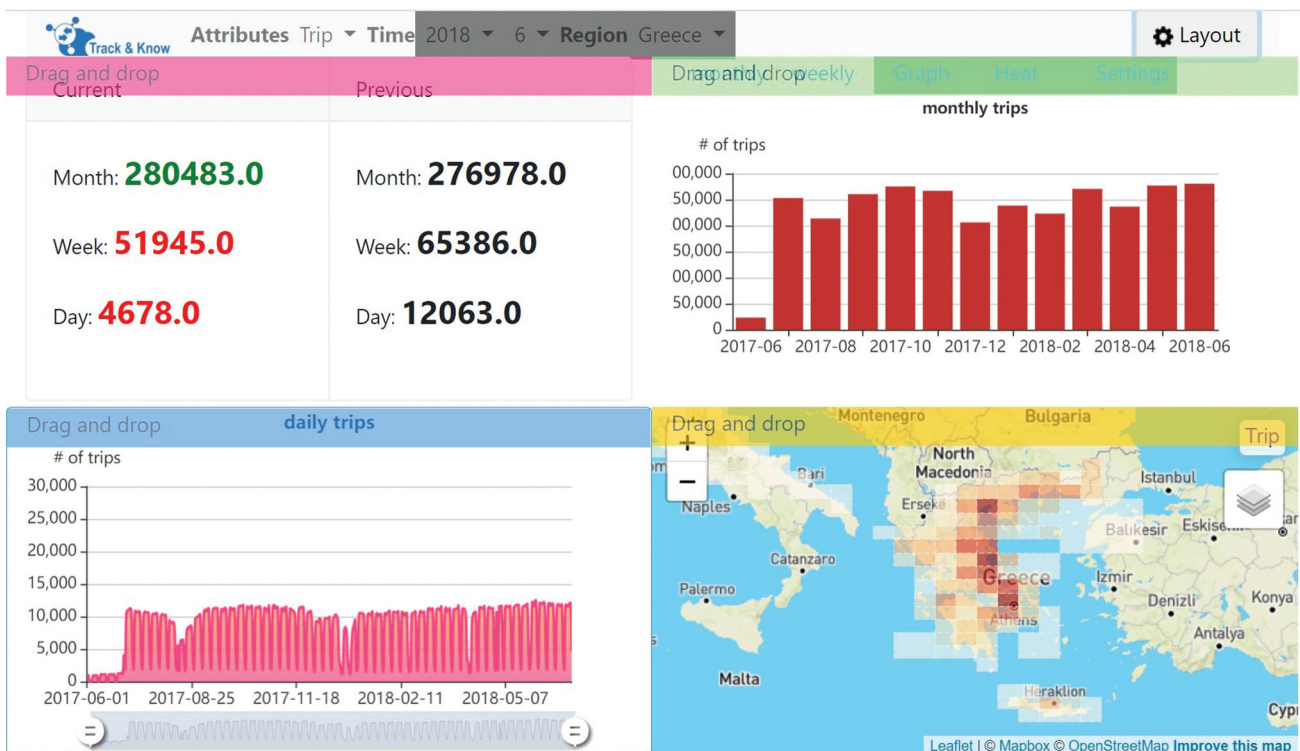 Track & Know Attributes Trip Time 2018 6 Region Greece Layout
Drag and drop
Current Previous
Month: 280483.0 Month: 276978.0
Week: 51945.0 Week: 65386.0
Day: 4678.0 Day: 12063.0
Drag and drop monthly weekly Graph Heat Settings
monthly trips
# of trips
00,000
50,000
00,000
50,000
00,000
50,000
0
2017-06 2017-08 2017-10 2017-12 2018-02 2018-04 2018-06
Drag and drop daily trips
# of trips
30,000
25,000
20,000
15,000
10,000
5,000
0
2017-06-01 2017-08-25 2017-11-18 2018-02-11 2018-05-07
Drag and drop
Montenegro Bulgaria
+ Trip
−
North
Macedonia
Bari Istanbul
Naples Ersekë Balıkesir
Catanzaro
Greece Izmir
Palermo Denizli Konya
Athens
Antalya
Malta
Heraklion
Leaflet | © Mapbox © OpenStreetMap Improve this map